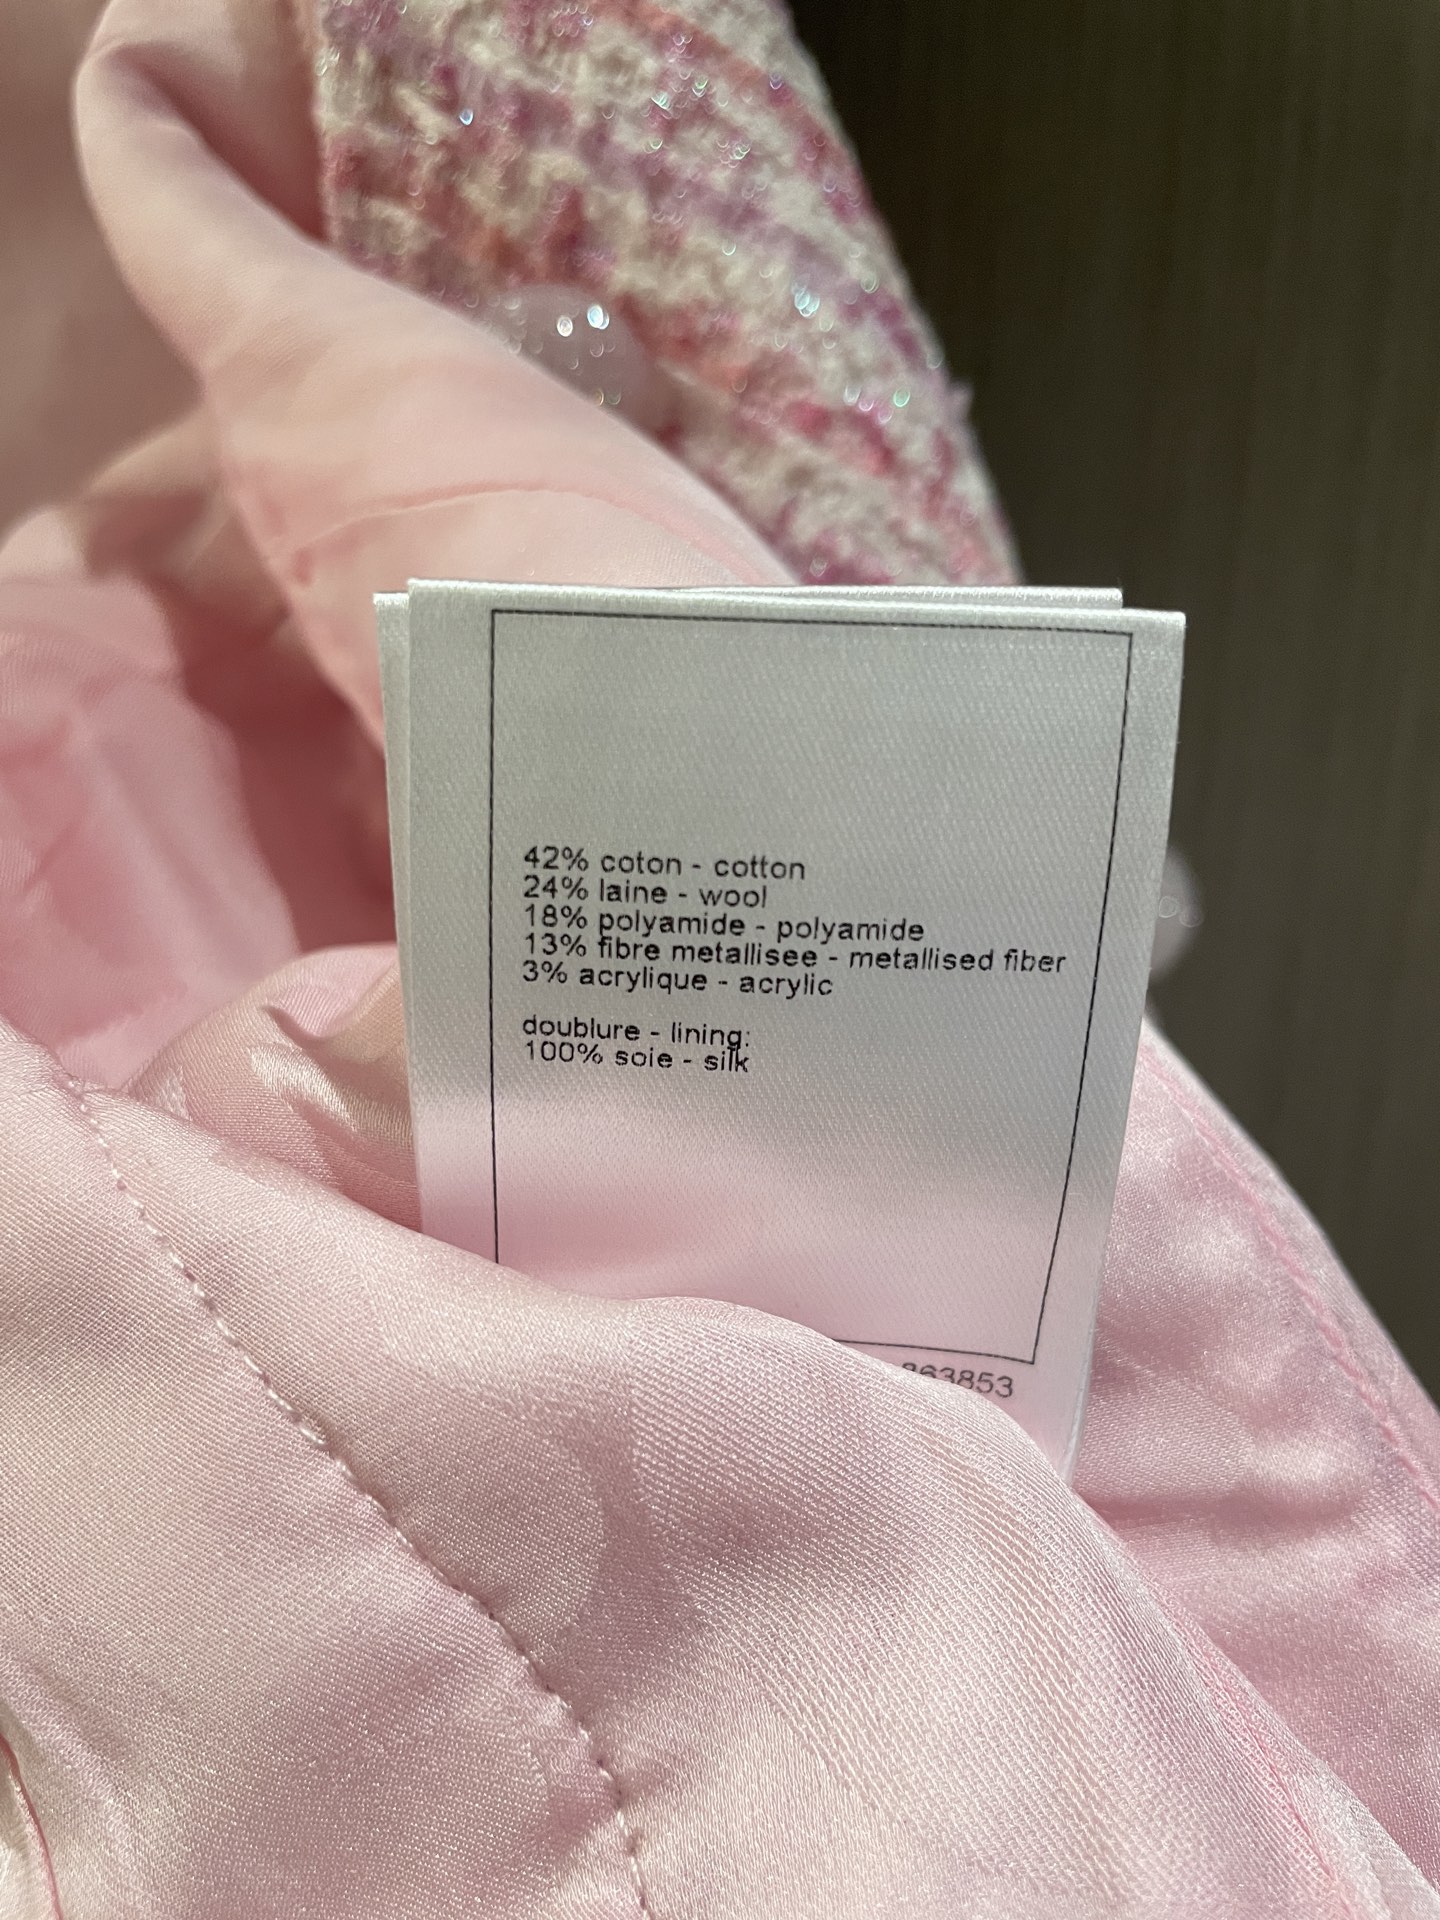 42% coton - cotton
24% laine - wool
18% polyamide - polyamide
13% fibre metallisee - metallised fiber
3% acrylique - acrylic
doublure - lining:
100% soie - silk